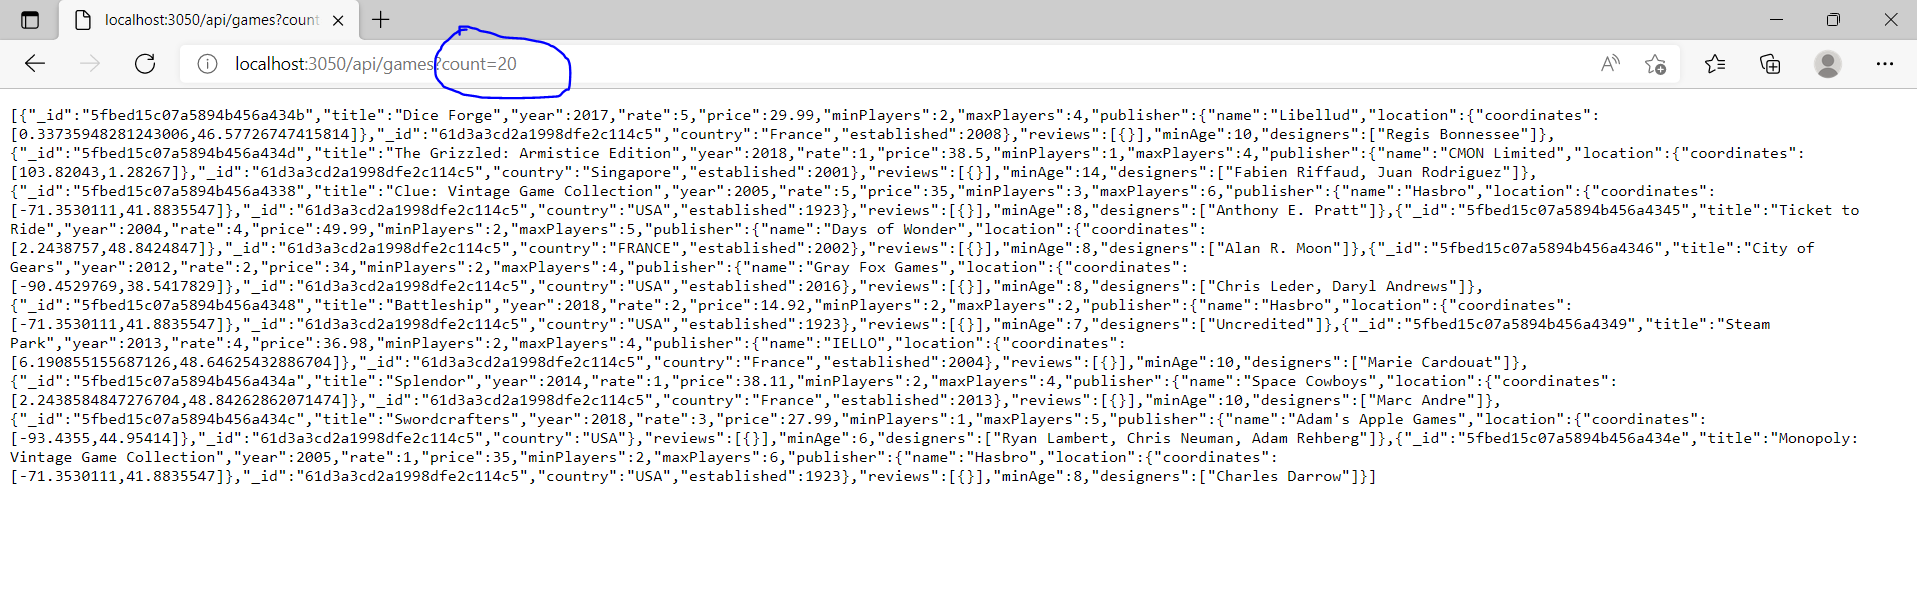 localhost:3050/api/games?count
localhost:3050/api/games?count=20
[{"_id":"5fbed15c07a5894b456a434b","title":"Dice Forge","year":2017,"rate":5,"price":29.99,"minPlayers":2,"maxPlayers":4,"publisher":{"name":"Libellud","location":{"coordinates":
[0.33735948281243006,46.57726747415814]},"_id":"61d3a3cd2a1998dfe2c114c5","country":"France","established":2008},"reviews":[{}],"minAge":10,"designers":["Regis Bonnessee"]},
{"_id":"5fbed15c07a5894b456a434d","title":"The Grizzled: Armistice Edition","year":2018,"rate":1,"price":38.5,"minPlayers":1,"maxPlayers":4,"publisher":{"name":"CMON Limited","location":{"coordinates":
[103.82043,1.28267]},"_id":"61d3a3cd2a1998dfe2c114c5","country":"Singapore","established":2001},"reviews":[{}],"minAge":14,"designers":["Fabien Riffaud, Juan Rodriguez"]},
{"_id":"5fbed15c07a5894b456a4338","title":"Clue: Vintage Game Collection","year":2005,"rate":5,"price":35,"minPlayers":3,"maxPlayers":6,"publisher":{"name":"Hasbro","location":{"coordinates":
[-71.3530111,41.8835547]},"_id":"61d3a3cd2a1998dfe2c114c5","country":"USA","established":1923},"reviews":[{}],"minAge":8,"designers":["Anthony E. Pratt"]},{"_id":"5fbed15c07a5894b456a4345","title":"Ticket to
Ride","year":2004,"rate":4,"price":49.99,"minPlayers":2,"maxPlayers":5,"publisher":{"name":"Days of Wonder","location":{"coordinates":
[2.2438757,48.8424847]},"_id":"61d3a3cd2a1998dfe2c114c5","country":"FRANCE","established":2002},"reviews":[{}],"minAge":8,"designers":["Alan R. Moon"]},{"_id":"5fbed15c07a5894b456a4346","title":"City of
Gears","year":2012,"rate":2,"price":34,"minPlayers":2,"maxPlayers":4,"publisher":{"name":"Gray Fox Games","location":{"coordinates":
[-90.4529769,38.5417829]},"_id":"61d3a3cd2a1998dfe2c114c5","country":"USA","established":2016},"reviews":[{}],"minAge":8,"designers":["Chris Leder, Daryl Andrews"]},
{"_id":"5fbed15c07a5894b456a4348","title":"Battleship","year":2018,"rate":2,"price":14.92,"minPlayers":2,"maxPlayers":2,"publisher":{"name":"Hasbro","location":{"coordinates":
[-71.3530111,41.8835547]},"_id":"61d3a3cd2a1998dfe2c114c5","country":"USA","established":1923},"reviews":[{}],"minAge":7,"designers":["Uncredited"]},{"_id":"5fbed15c07a5894b456a4349","title":"Steam
Park","year":2013,"rate":4,"price":36.98,"minPlayers":2,"maxPlayers":4,"publisher":{"name":"IELLO","location":{"coordinates":
[6.190855155687126,48.64625432886704]},"_id":"61d3a3cd2a1998dfe2c114c5","country":"France","established":2004},"reviews":[{}],"minAge":10,"designers":["Marie Cardouat"]},
{"_id":"5fbed15c07a5894b456a434a","title":"Splendor","year":2014,"rate":1,"price":38.11,"minPlayers":2,"maxPlayers":4,"publisher":{"name":"Space Cowboys","location":{"coordinates":
[2.2438584847276704,48.84262862071474]},"_id":"61d3a3cd2a1998dfe2c114c5","country":"France","established":2013},"reviews":[{}],"minAge":10,"designers":["Marc Andre"]},
{"_id":"5fbed15c07a5894b456a434c","title":"Swordcrafters","year":2018,"rate":3,"price":27.99,"minPlayers":1,"maxPlayers":5,"publisher":{"name":"Adam's Apple Games","location":{"coordinates":
[-93.4355,44.95414]},"_id":"61d3a3cd2a1998dfe2c114c5","country":"USA"},"reviews":[{}],"minAge":6,"designers":["Ryan Lambert, Chris Neuman, Adam Rehberg"]},{"_id":"5fbed15c07a5894b456a434e","title":"Monopoly:
Vintage Game Collection","year":2005,"rate":1,"price":35,"minPlayers":2,"maxPlayers":6,"publisher":{"name":"Hasbro","location":{"coordinates":
[-71.3530111,41.8835547]},"_id":"61d3a3cd2a1998dfe2c114c5","country":"USA","established":1923},"reviews":[{}],"minAge":8,"designers":["Charles Darrow"]}]